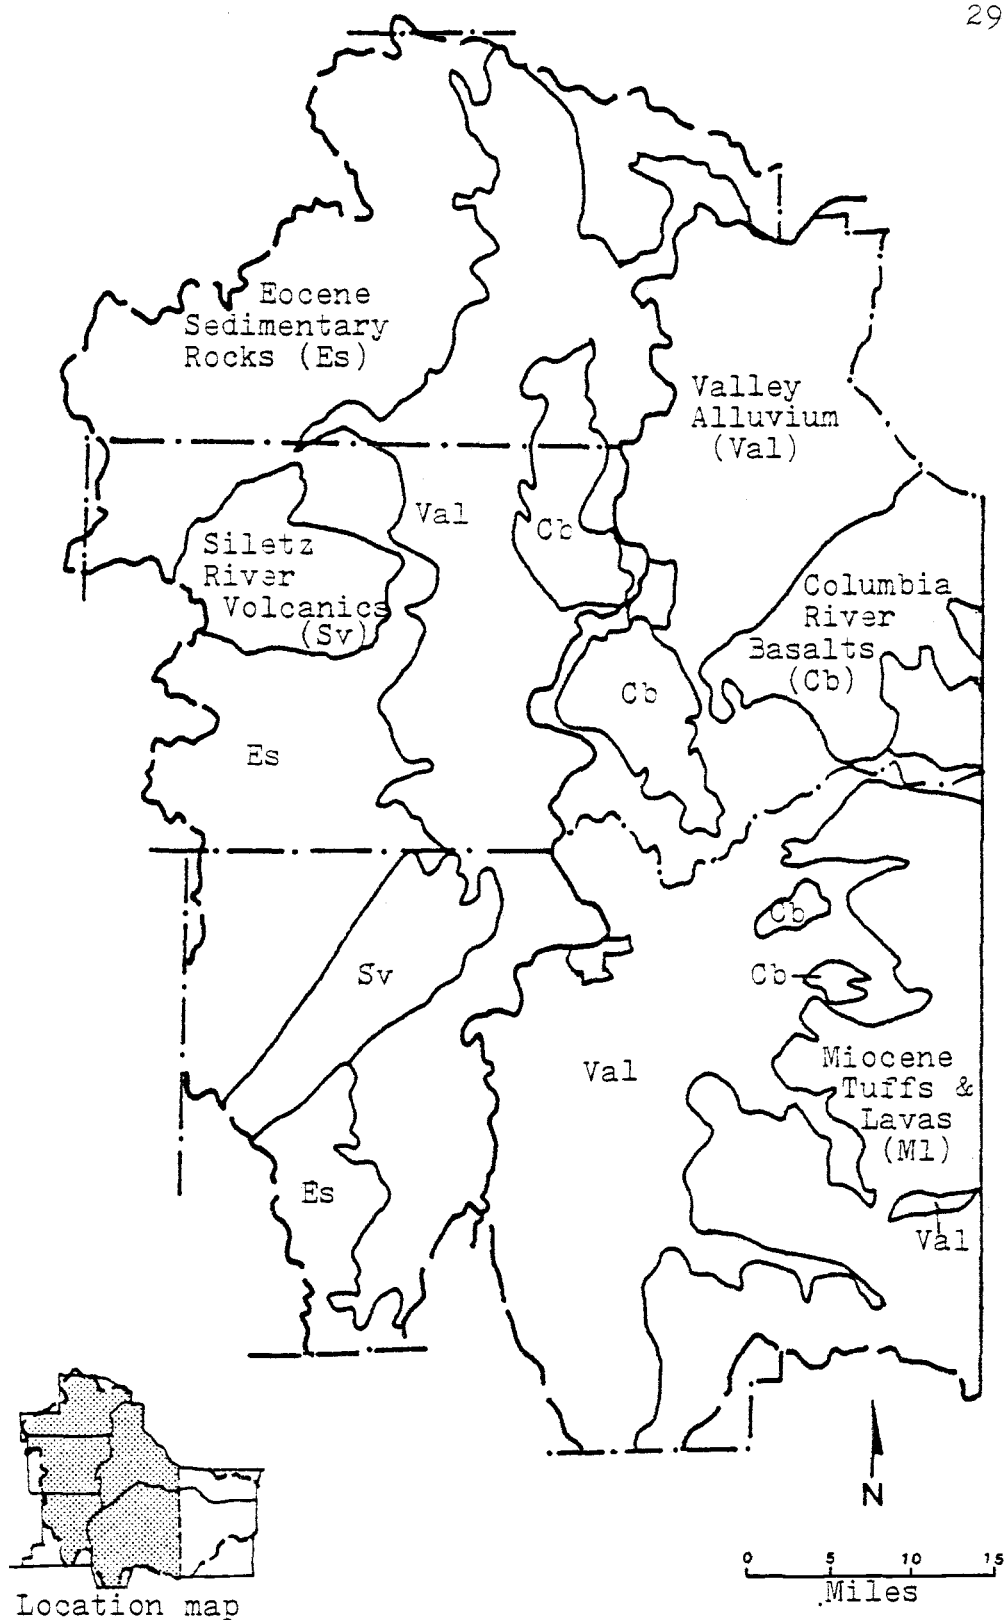 29
Eocene
Sedimentary
Rocks (Es)
Valley
Alluvium
(Val)
Val
Cb
Siletz
River
Volcanics
(Sv)
Columbia
River
Basalts
(Cb)
Cb
Es
Cb
Sv
Cb
Val
Miocene
Tuffs &
Lavas
(Ml)
Es
Val
N
0 5 10 15
Miles
Location map